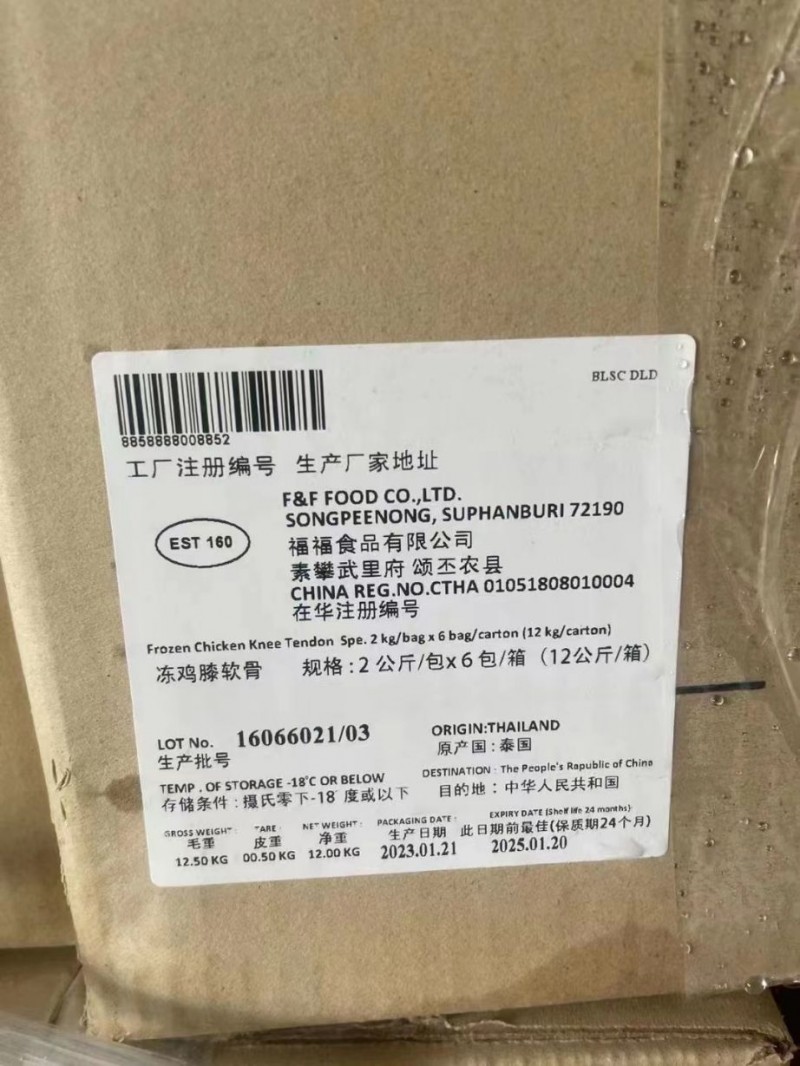 BLSC DLD
8858888008852
工厂注册编号 生产厂家地址
F&F FOOD CO.,LTD.
SONGPEENONG, SUPHANBURI 72190
EST 160
福福食品有限公司
素攀武里府 颂丕农县
CHINA REG.NO.CTHA 01051808010004
在华注册编号
Frozen Chicken Knee Tendon Spe. 2 kg/bag x 6 bag/carton (12 kg/carton)
冻鸡膝软骨 规格:2 公斤/包x 6 包/箱 (12公斤/箱)
LOT No. 16066021/03
生产批号
ORIGIN:THAILAND
原产国:泰国
TEMP . OF STORAGE -18°C OR BELOW
存储条件:摄氏零下-18 度或以下
DESTINATION : The People's Rapublic of China
目的地:中华人民共和国
GROSS WEIGHT: TARE: NET WEIGHT: PACKAGING DATE: EXPIRY DATE (Shelf life 24 months)
毛重 皮重 净重 生产日期 此日期前最佳(保质期24个月)
12.50 KG 00.50 KG 12.00 KG 2023.01.21 2025.01.20